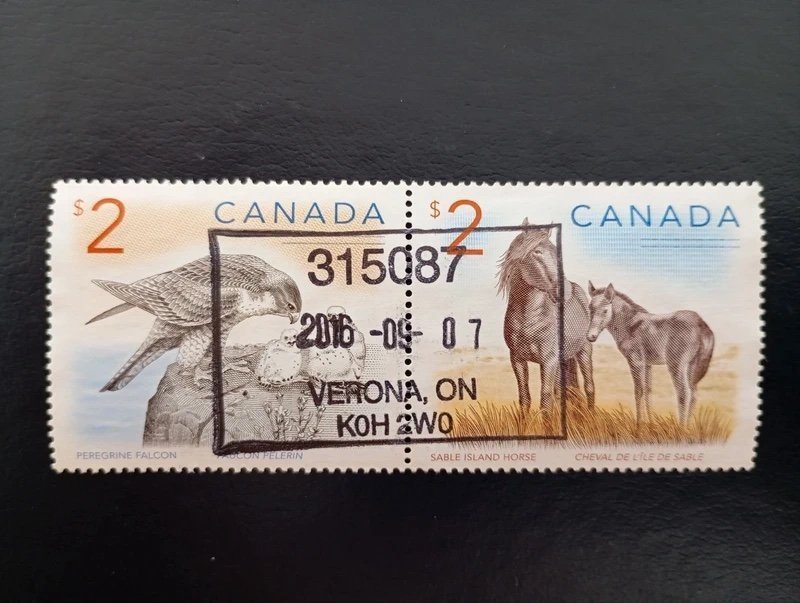 $2 CANADA
$2 CANADA
315087
2016 -09- 07
VERONA, ON
K0H 2W0
PEREGRINE FALCON FAUCON PÈLERIN
SABLE ISLAND HORSE CHEVAL DE L'ÎLE DE SABLE